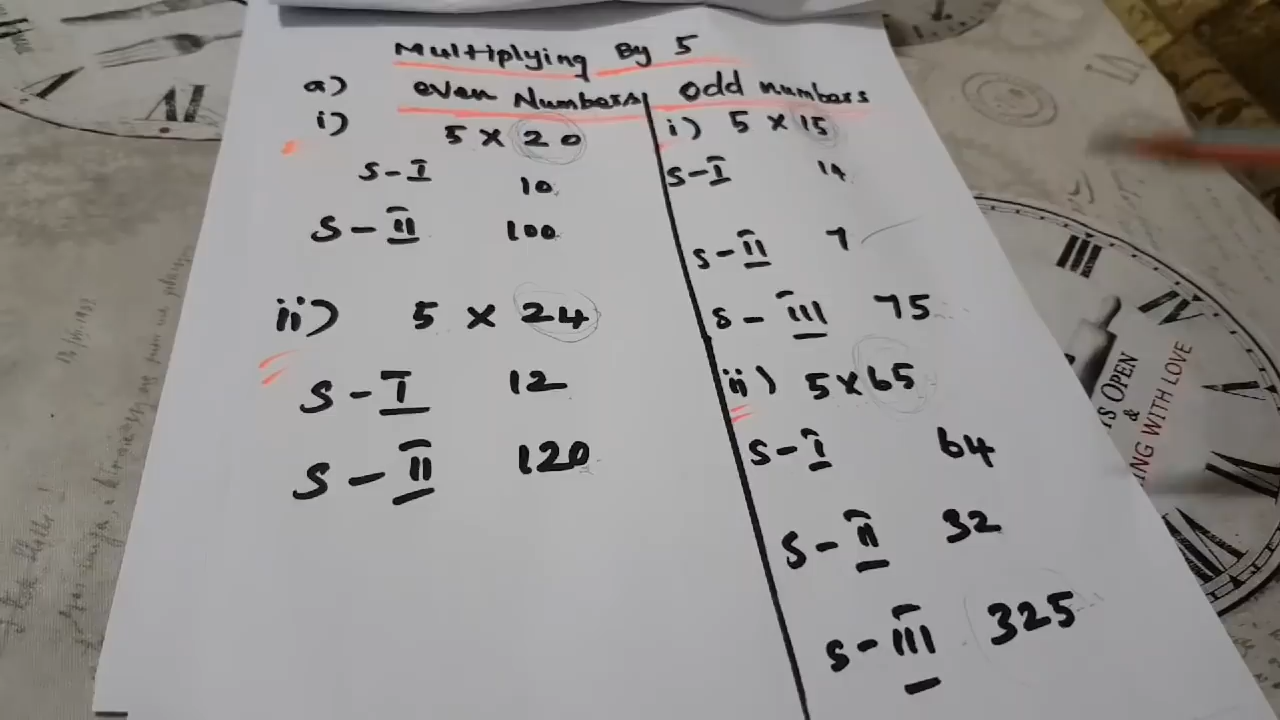 Multiplying By 5
a) even Numbers
i) 5 × 20
S-I 10
S-II 100
ii) 5 × 24
S-I 12
S-II 120
odd numbers
i) 5 × 15
S-I 14
S-II 7
S-III 75
ii) 5×65
S-I 64
S-II 32
S-III 325
OPEN
&
WITH LOVE